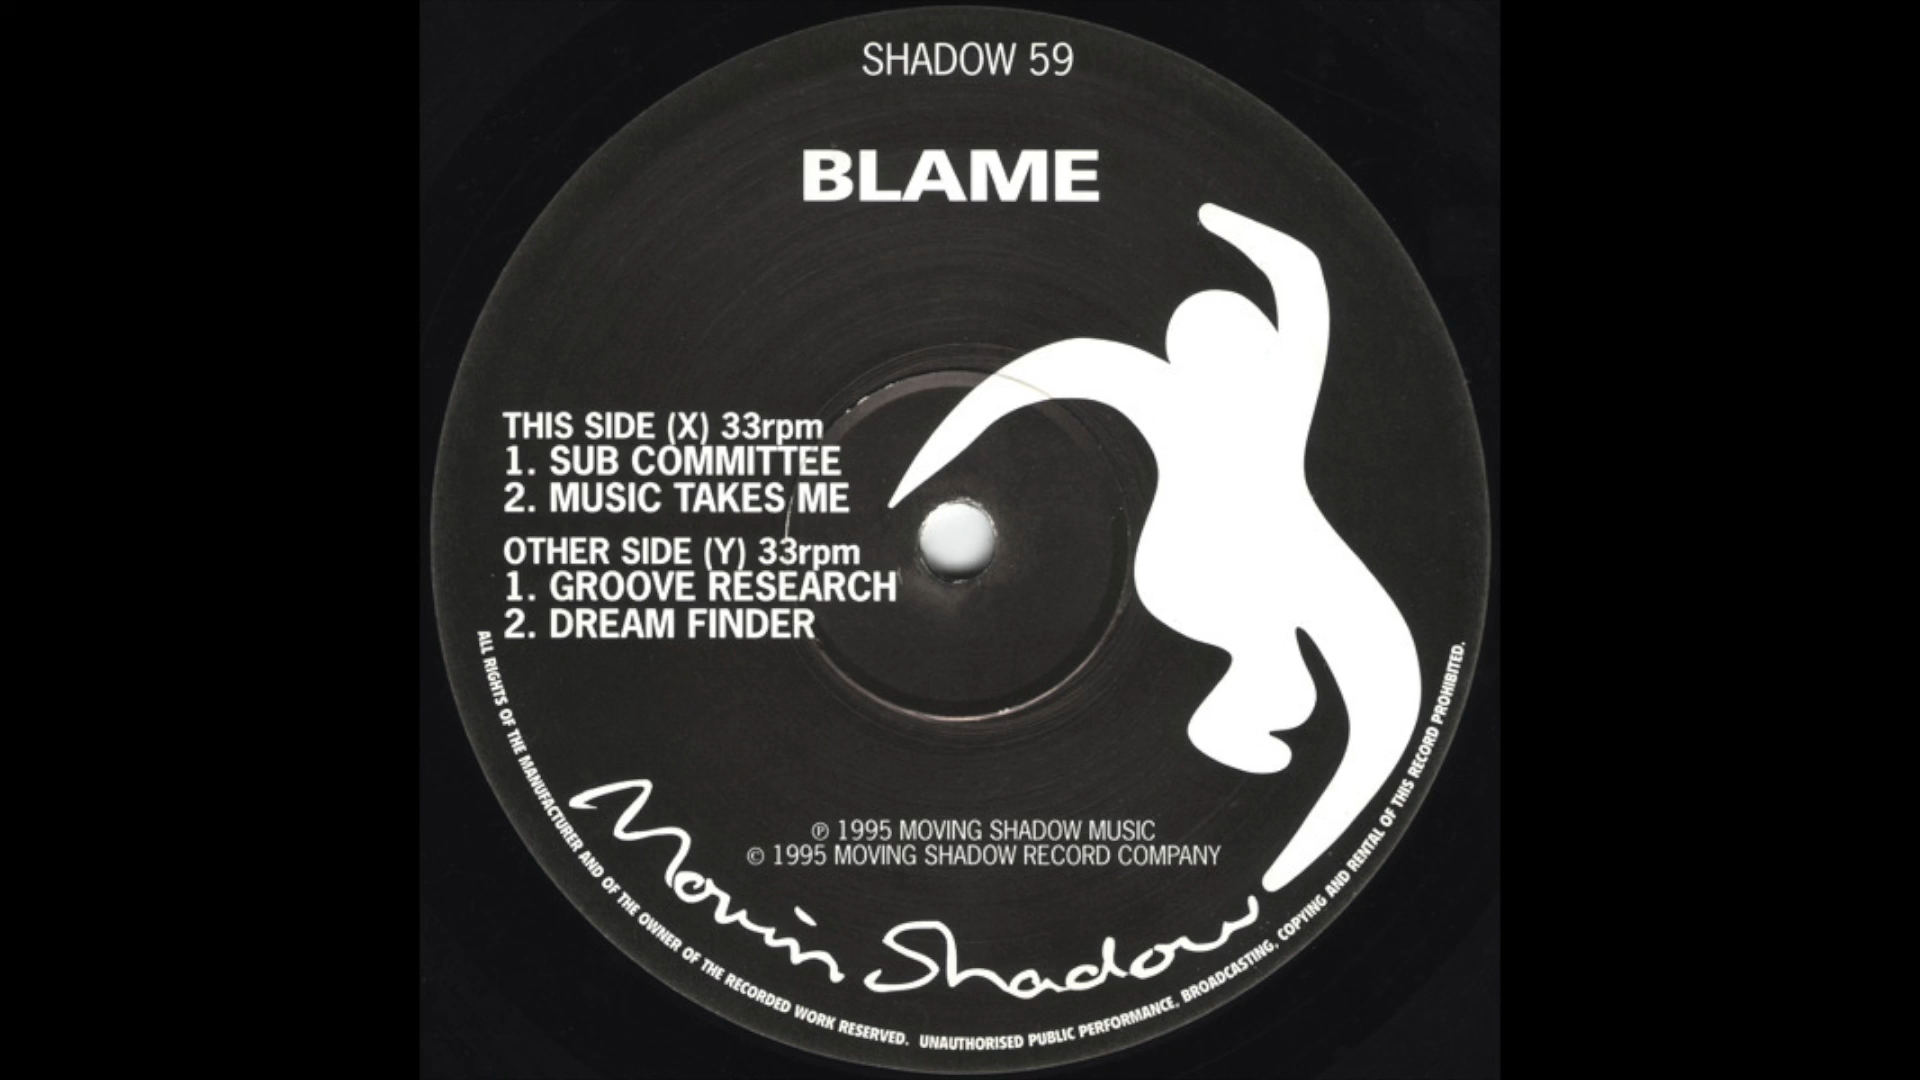 SHADOW 59
BLAME
THIS SIDE (X) 33rpm
1. SUB COMMITTEE
2. MUSIC TAKES ME
OTHER SIDE (Y) 33rpm
1. GROOVE RESEARCH
2. DREAM FINDER
℗ 1995 MOVING SHADOW MUSIC
© 1995 MOVING SHADOW RECORD COMPANY
Movin Shadow
ALL RIGHTS OF THE MANUFACTURER AND OF THE OWNER OF THE RECORDED WORK RESERVED. UNAUTHORISED PUBLIC PERFORMANCE, BROADCASTING, COPYING AND RENTAL OF THIS RECORD PROHIBITED.